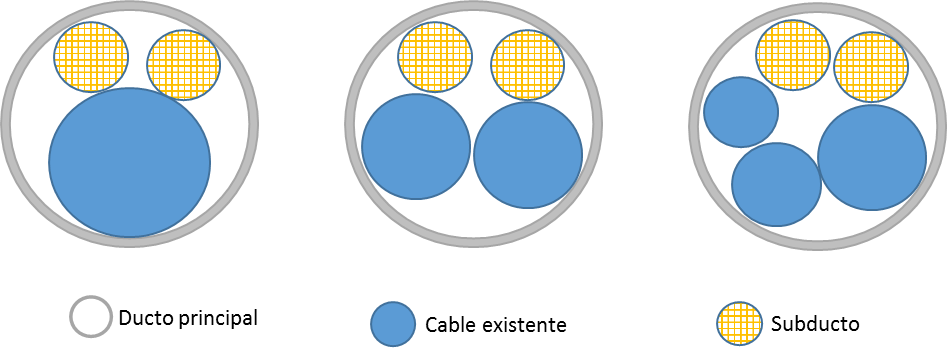 Ducto principal
Cable existente
Subducto